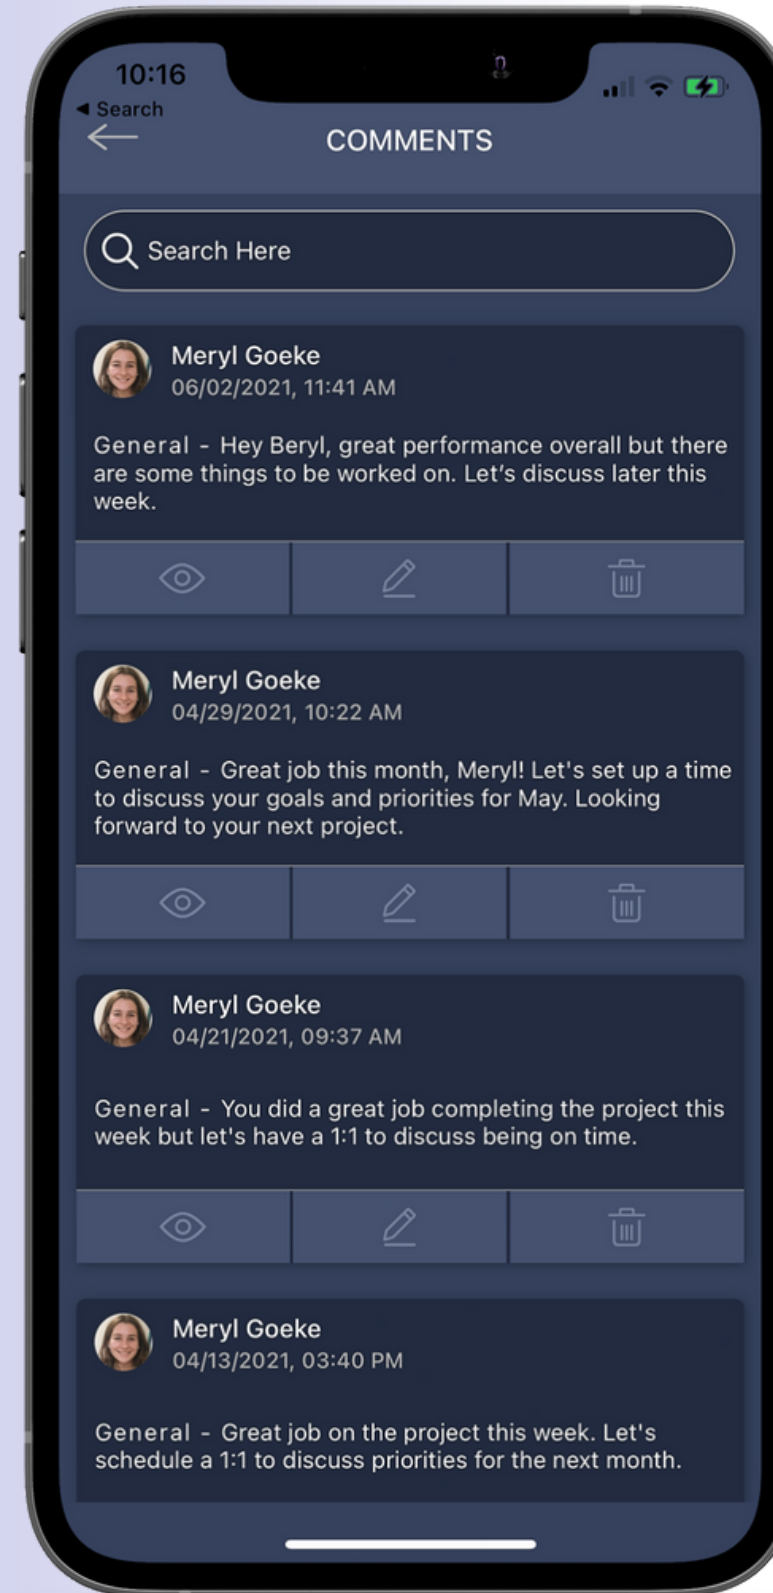 10:16
◀ Search
COMMENTS
Search Here
Meryl Goeke
06/02/2021, 11:41 AM
General - Hey Beryl, great performance overall but there
are some things to be worked on. Let’s discuss later this
week.
Meryl Goeke
04/29/2021, 10:22 AM
General - Great job this month, Meryl! Let's set up a time
to discuss your goals and priorities for May. Looking
forward to your next project.
Meryl Goeke
04/21/2021, 09:37 AM
General - You did a great job completing the project this
week but let's have a 1:1 to discuss being on time.
Meryl Goeke
04/13/2021, 03:40 PM
General - Great job on the project this week. Let's
schedule a 1:1 to discuss priorities for the next month.